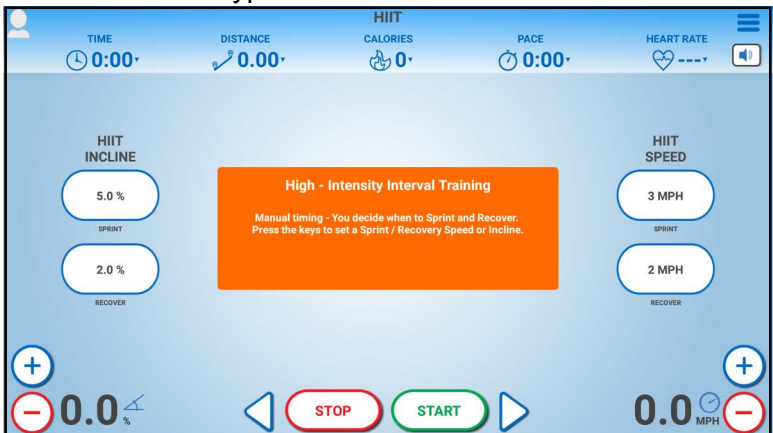 HIIT
TIME
DISTANCE
CALORIES
PACE
HEART RATE
0:00
0.00
0
0:00
---
HIIT
INCLINE
5.0 %
SPRINT
2.0 %
RECOVER
High - Intensity Interval Training
Manual timing - You decide when to Sprint and Recover.
Press the keys to set a Sprint / Recovery Speed or Incline.
HIIT
SPEED
3 MPH
SPRINT
2 MPH
RECOVER
+
−
0.0 %
STOP
START
0.0 MPH
+
−